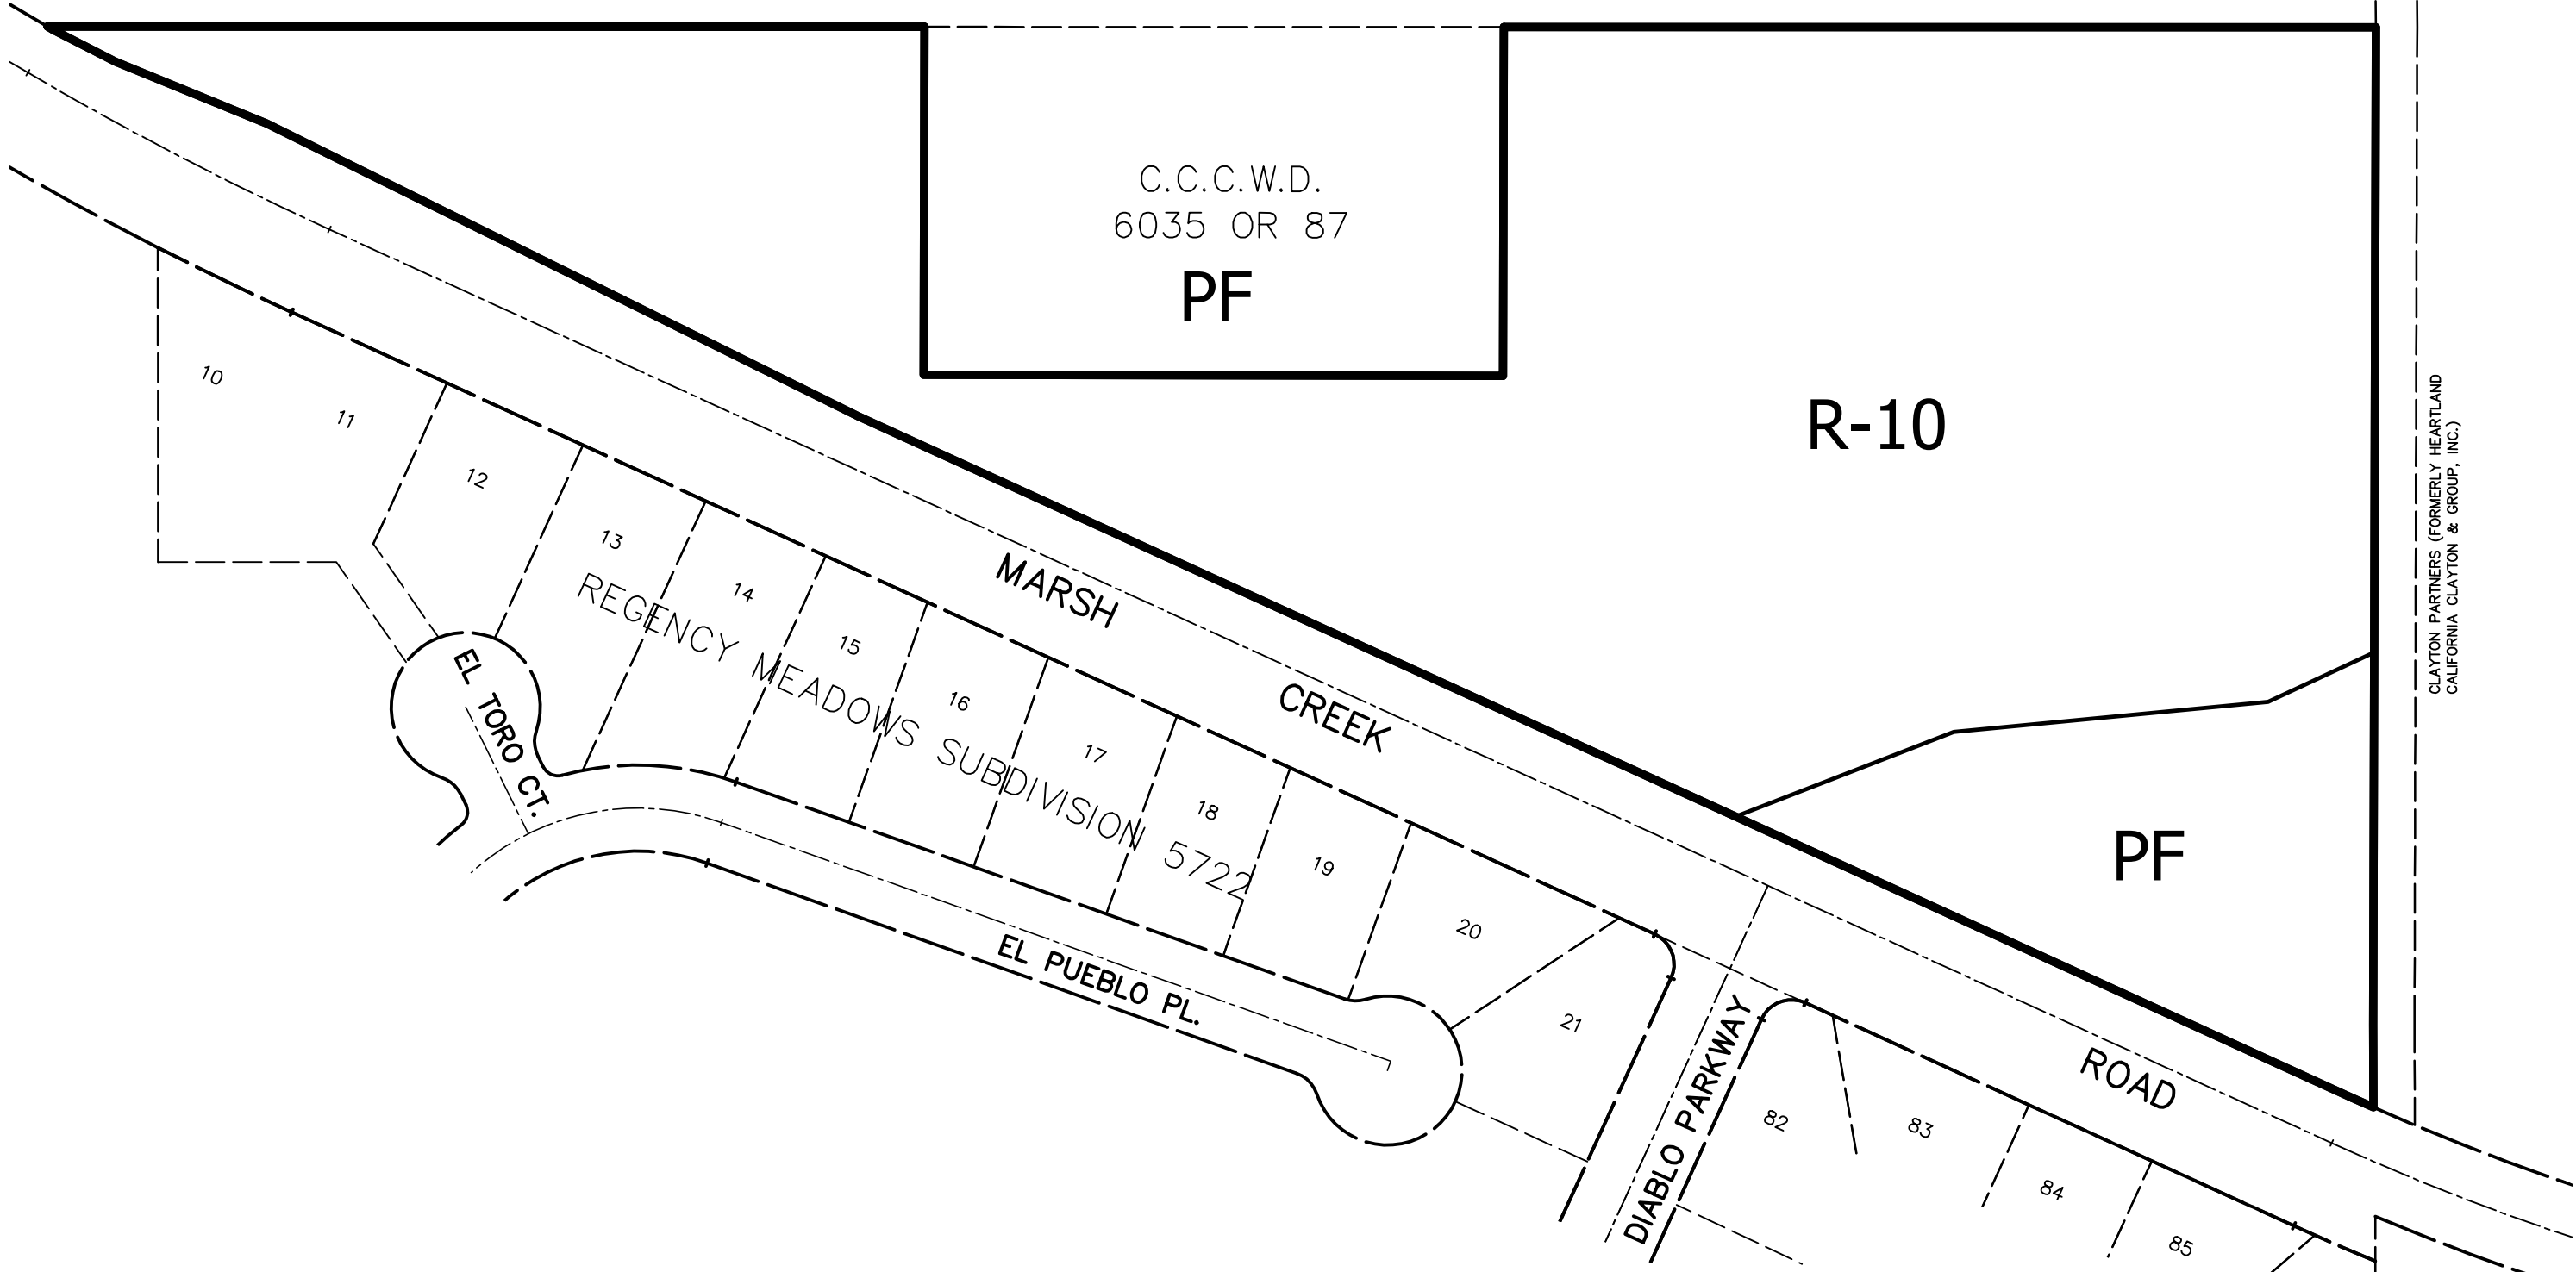 C.C.C.W.D.
6035 OR 87
PF
R-10
CLAYTON PARTNERS (FORMERLY HEARTLAND
CALIFORNIA CLAYTON & GROUP, INC.)
10
11
12
13
14
15
16
17
18
19
20
21
REGENCY MEADOWS SUBDIVISION 5722
MARSH CREEK ROAD
EL TORO CT.
EL PUEBLO PL.
DIABLO PARKWAY
PF
82
83
84
85